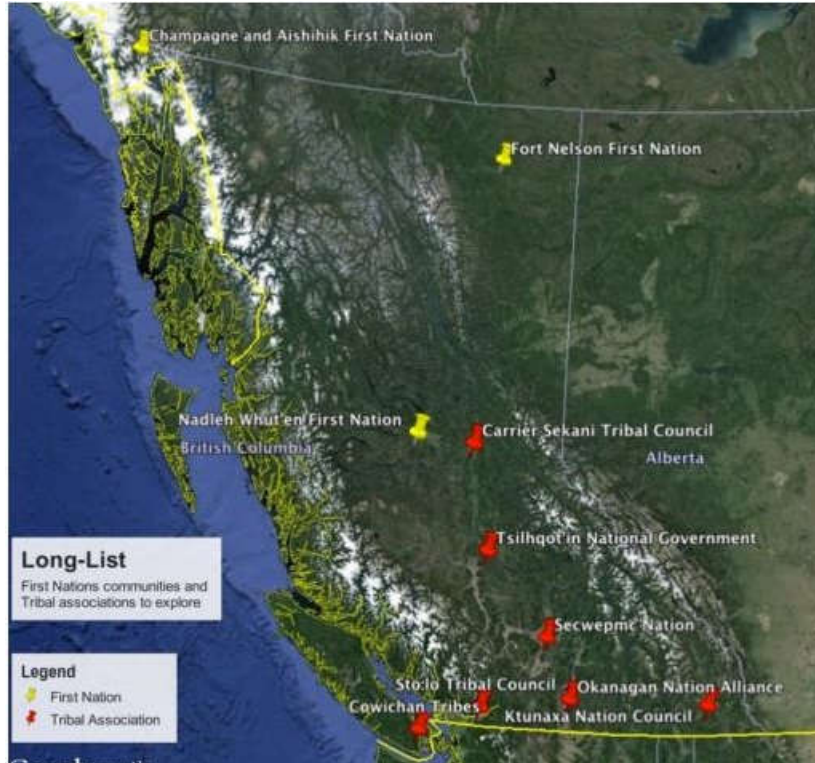 Champagne and Aishihik First Nation
Fort Nelson First Nation
Nadleh Whut'en First Nation
Carrier Sekani Tribal Council
British Columbia
Alberta
Tsilhqot'in National Government
Long-List
First Nations communities and
Tribal associations to explore
Secwepmc Nation
Legend
First Nation
Tribal Association
Sto:lo Tribal Council
Okanagan Nation Alliance
Cowichan Tribes
Ktunaxa Nation Council